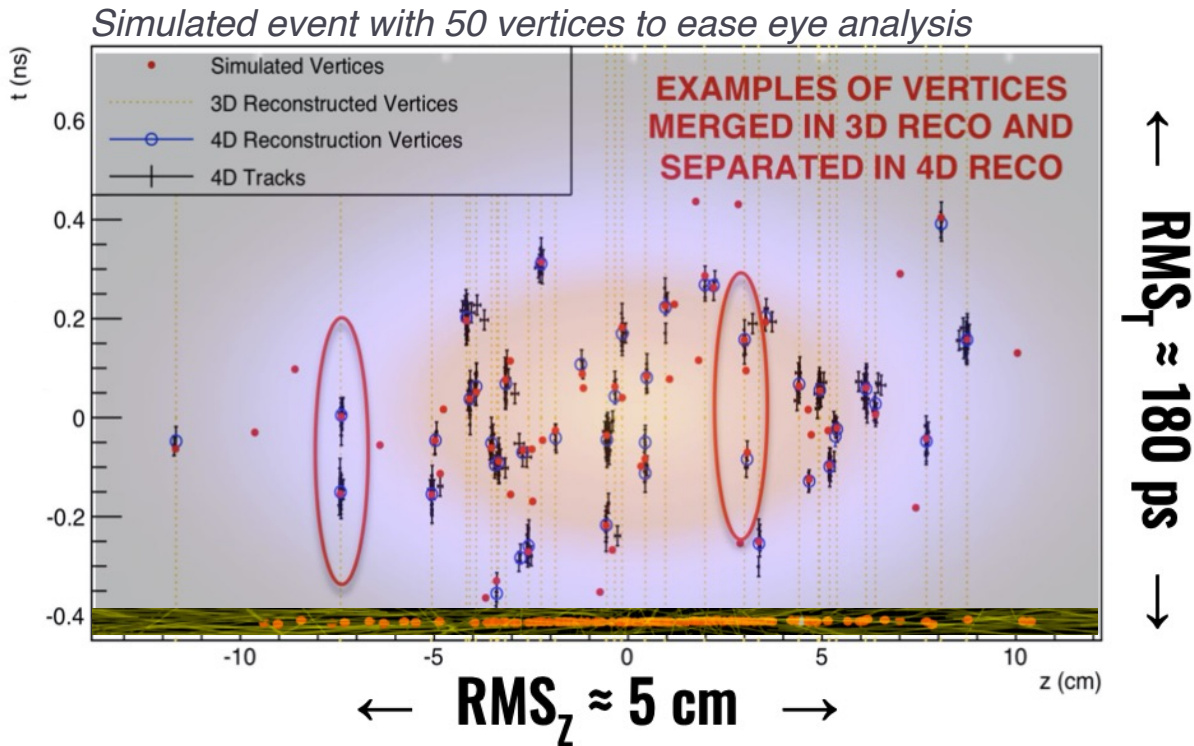 Simulated event with 50 vertices to ease eye analysis
t (ns)
Simulated Vertices
3D Reconstructed Vertices
4D Reconstruction Vertices
4D Tracks
EXAMPLES OF VERTICES
MERGED IN 3D RECO AND
SEPARATED IN 4D RECO
0.6
0.4
0.2
0
-0.2
-0.4
-10
-5
0
5
10
z (cm)
← RMS_Z ≈ 5 cm →
← RMS_T ≈ 180 ps →